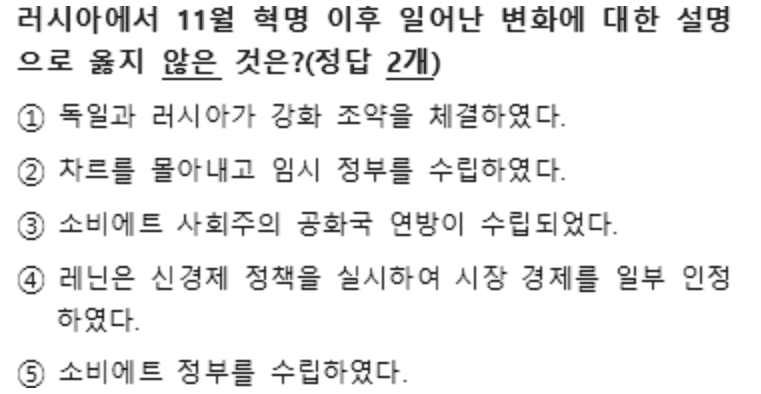 러시아에서 11월 혁명 이후 일어난 변화에 대한 설명
으로 옳지 않은 것은?(정답 2개)
① 독일과 러시아가 강화 조약을 체결하였다.
② 차르를 몰아내고 임시 정부를 수립하였다.
③ 소비에트 사회주의 공화국 연방이 수립되었다.
④ 레닌은 신경제 정책을 실시하여 시장 경제를 일부 인정
하였다.
⑤ 소비에트 정부를 수립하였다.